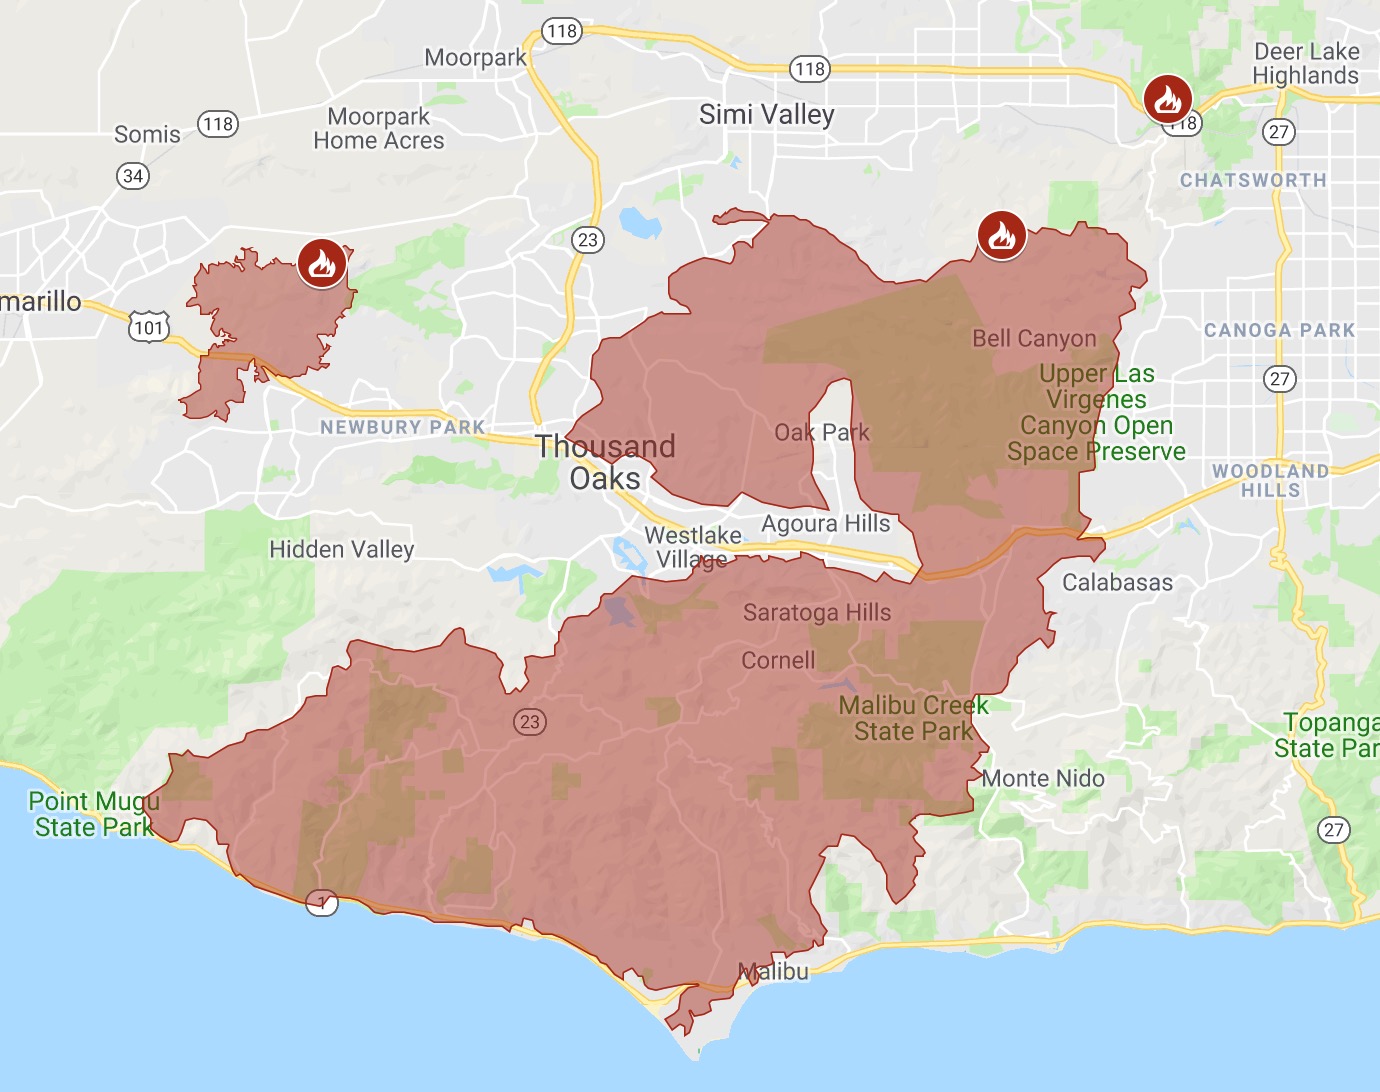 118
Moorpark
Deer Lake
Highlands
118
Simi Valley
Moorpark
Home Acres
118
Somis
118
27
34
CHATSWORTH
23
marillo
101
CANOGA PARK
Bell Canyon
Upper Las
Virgenes
Canyon Open
Space Preserve
27
NEWBURY PARK
Oak Park
Thousand
Oaks
WOODLAND
HILLS
Agoura Hills
Westlake
Village
Hidden Valley
Calabasas
Saratoga Hills
Cornell
Malibu Creek
State Park
23
Topanga
State Par
Monte Nido
Point Mugu
State Park
27
1
Malibu